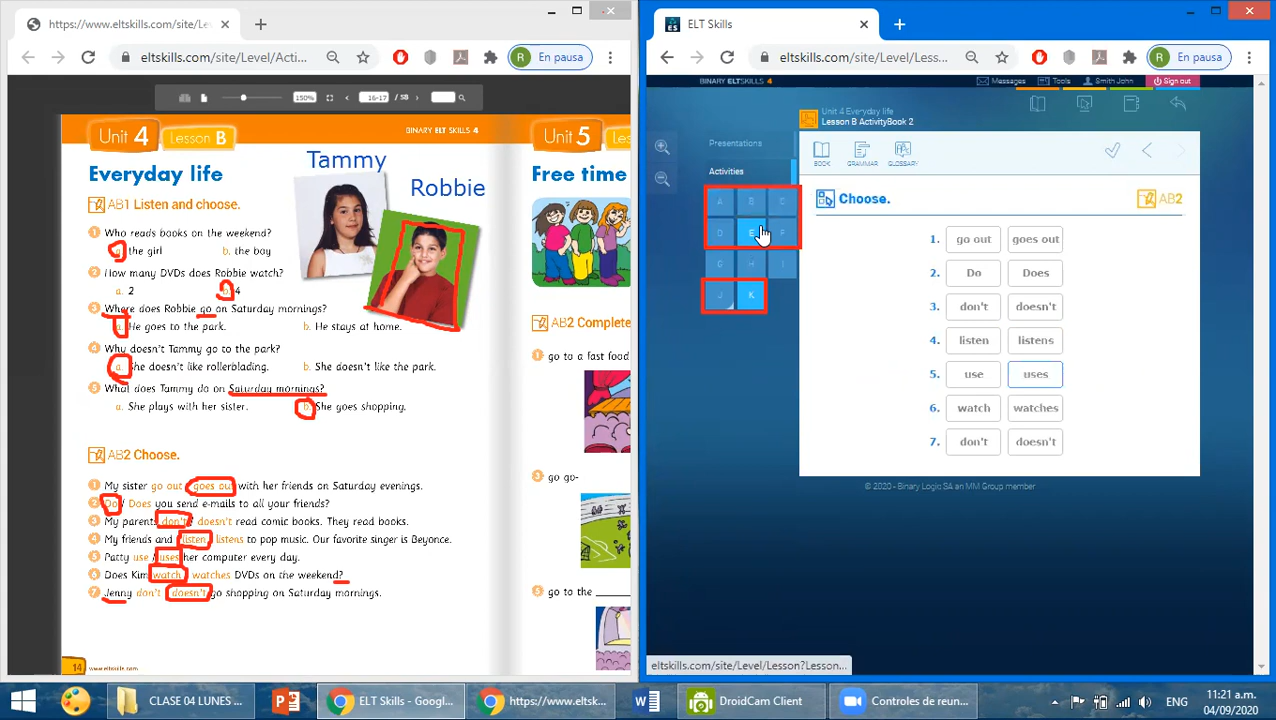 https://www.eltskills.com/site/Le
ELT Skills
eltskills.com/site/Level/Acti...
R En pausa
eltskills.com/site/Level/Less...
R En pausa
BINARY ELTSKILLS 4
Messages Tools Smith John Sign out
150% 16-17 / 58
Unit 4 Everyday life
Lesson B ActivityBook 2
Unit 4 Lesson B BINARY ELT SKILLS 4
Unit 5
Everyday life
Tammy
Robbie
Free time
AB1 Listen and choose.
1 Who reads books on the weekend?
the girl b. the boy
2 How many DVDs does Robbie watch?
a. 2 4
3 Where does Robbie go on Saturday mornings?
He goes to the park. b. He stays at home.
4 Why doesn't Tammy go to the park?
a. She doesn't like rollerblading. b. She doesn't like the park.
5 What does Tammy do on Saturday mornings?
a. She plays with her sister. b. She goes shopping.
AB2 Choose.
1 My sister go out goes out with her friends on Saturday evenings.
2 Do / Does you send e-mails to all your friends?
3 My parents don't doesn't read comic books. They read books.
4 My friends and listen listens to pop music. Our favorite singer is Beyonce.
5 Patty use / uses her computer every day.
6 Does Kim watch watches DVDs on the weekend?
7 Jenny don't doesn't go shopping on Saturday mornings.
14 www.eltskills.com
AB2 Complete
1 go to a fast food
3 go go-
5 go to the
Presentations
Activities
A B C
D E F
G H I
J K
BOOK GRAMMAR GLOSSARY
Choose. AB2
1. go out goes out
2. Do Does
3. don't doesn't
4. listen listens
5. use uses
6. watch watches
7. don't doesn't
© 2020 - Binary Logic SA an MM Group member
eltskills.com/site/Level/Lesson?Lesson...
CLASE 04 LUNES ...
ELT Skills - Googl...
https://www.eltsk...
DroidCam Client
Controles de reun...
ENG
11:21 a.m.
04/09/2020